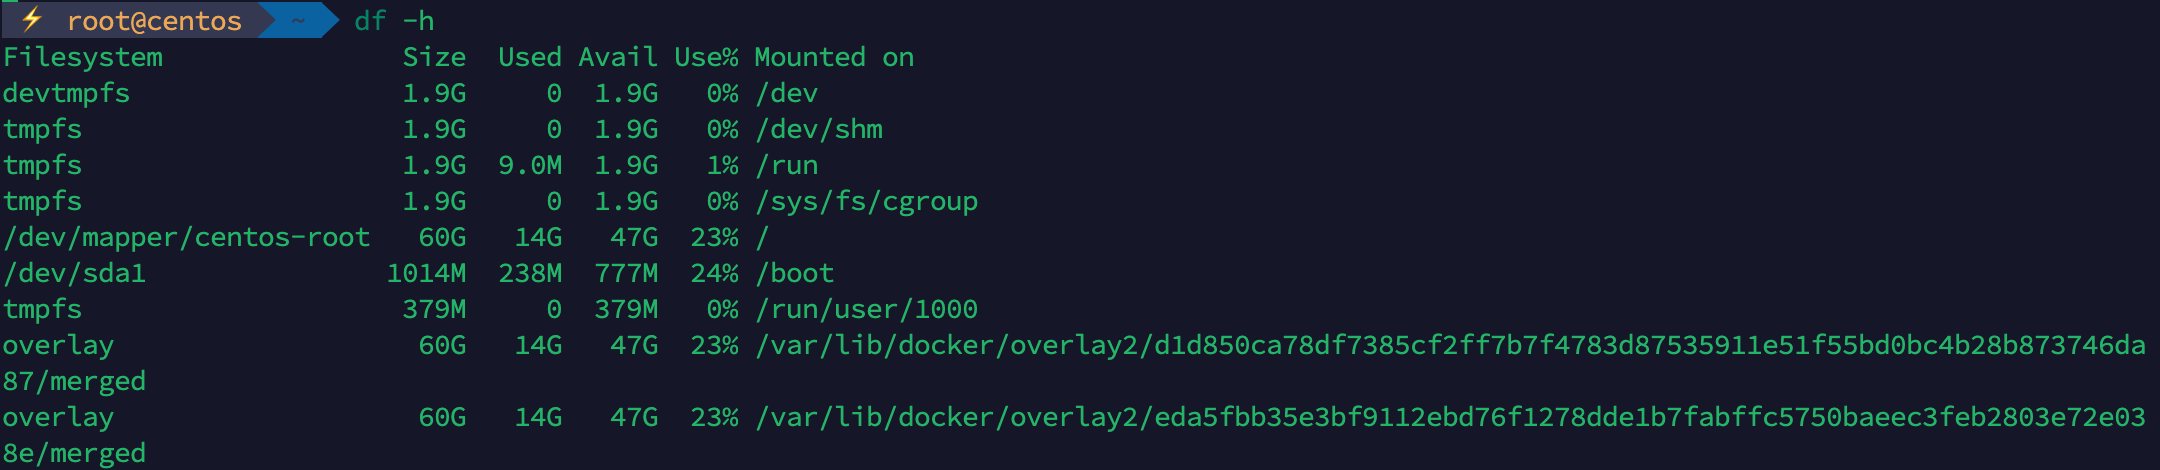 ⚡ root@centos ~ df -h
Filesystem Size Used Avail Use% Mounted on
devtmpfs 1.9G 0 1.9G 0% /dev
tmpfs 1.9G 0 1.9G 0% /dev/shm
tmpfs 1.9G 9.0M 1.9G 1% /run
tmpfs 1.9G 0 1.9G 0% /sys/fs/cgroup
/dev/mapper/centos-root 60G 14G 47G 23% /
/dev/sda1 1014M 238M 777M 24% /boot
tmpfs 379M 0 379M 0% /run/user/1000
overlay 60G 14G 47G 23% /var/lib/docker/overlay2/d1d850ca78df7385cf2ff7b7f4783d87535911e51f55bd0bc4b28b873746da
87/merged
overlay 60G 14G 47G 23% /var/lib/docker/overlay2/eda5fbb35e3bf9112ebd76f1278dde1b7fabffc5750baeec3feb2803e72e03
8e/merged